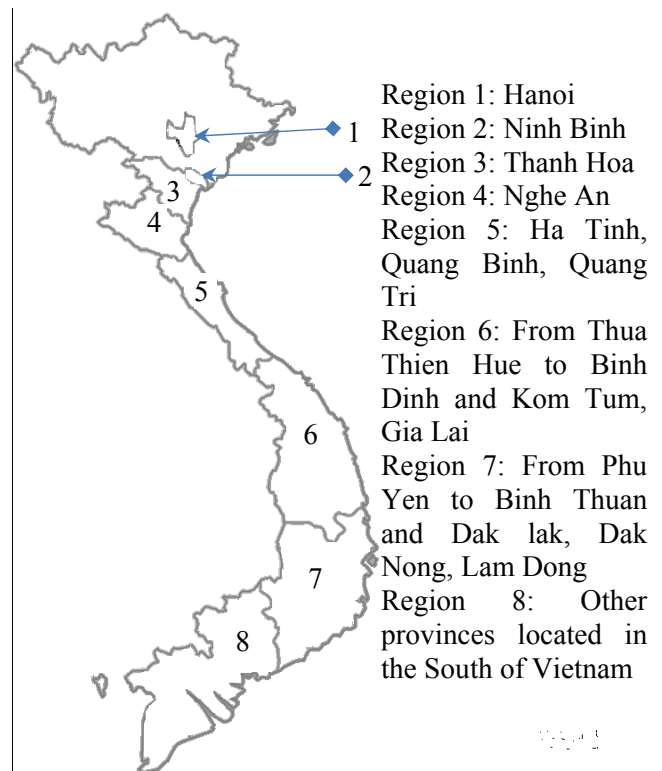 1
2
3
4
5
6
7
8
Region 1: Hanoi
Region 2: Ninh Binh
Region 3: Thanh Hoa
Region 4: Nghe An
Region 5: Ha Tinh,
Quang Binh, Quang
Tri
Region 6: From Thua
Thien Hue to Binh
Dinh and Kom Tum,
Gia Lai
Region 7: From Phu
Yen to Binh Thuan
and Dak lak, Dak
Nong, Lam Dong
Region 8: Other
provinces located in
the South of Vietnam